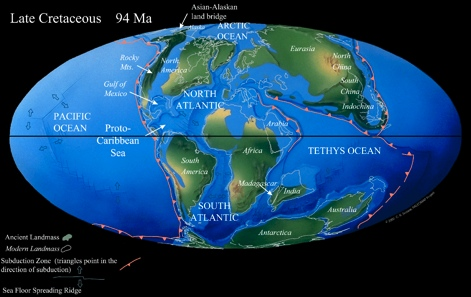 Late Cretaceous 94 Ma
Asian-Alaskan
land bridge
Alaska
ARCTIC
OCEAN
Rocky
Mts.
North
America
Eurasia
North
China
South
China
Indochina
Gulf of
Mexico
NORTH
ATLANTIC
PACIFIC
OCEAN
Proto-
Caribbean
Sea
Arabia
Africa
TETHYS OCEAN
South
America
Madagascar
India
SOUTH
ATLANTIC
Australia
Antarctica
Ancient Landmass
Modern Landmass
Subduction Zone (triangles point in the
direction of subduction)
Sea Floor Spreading Ridge